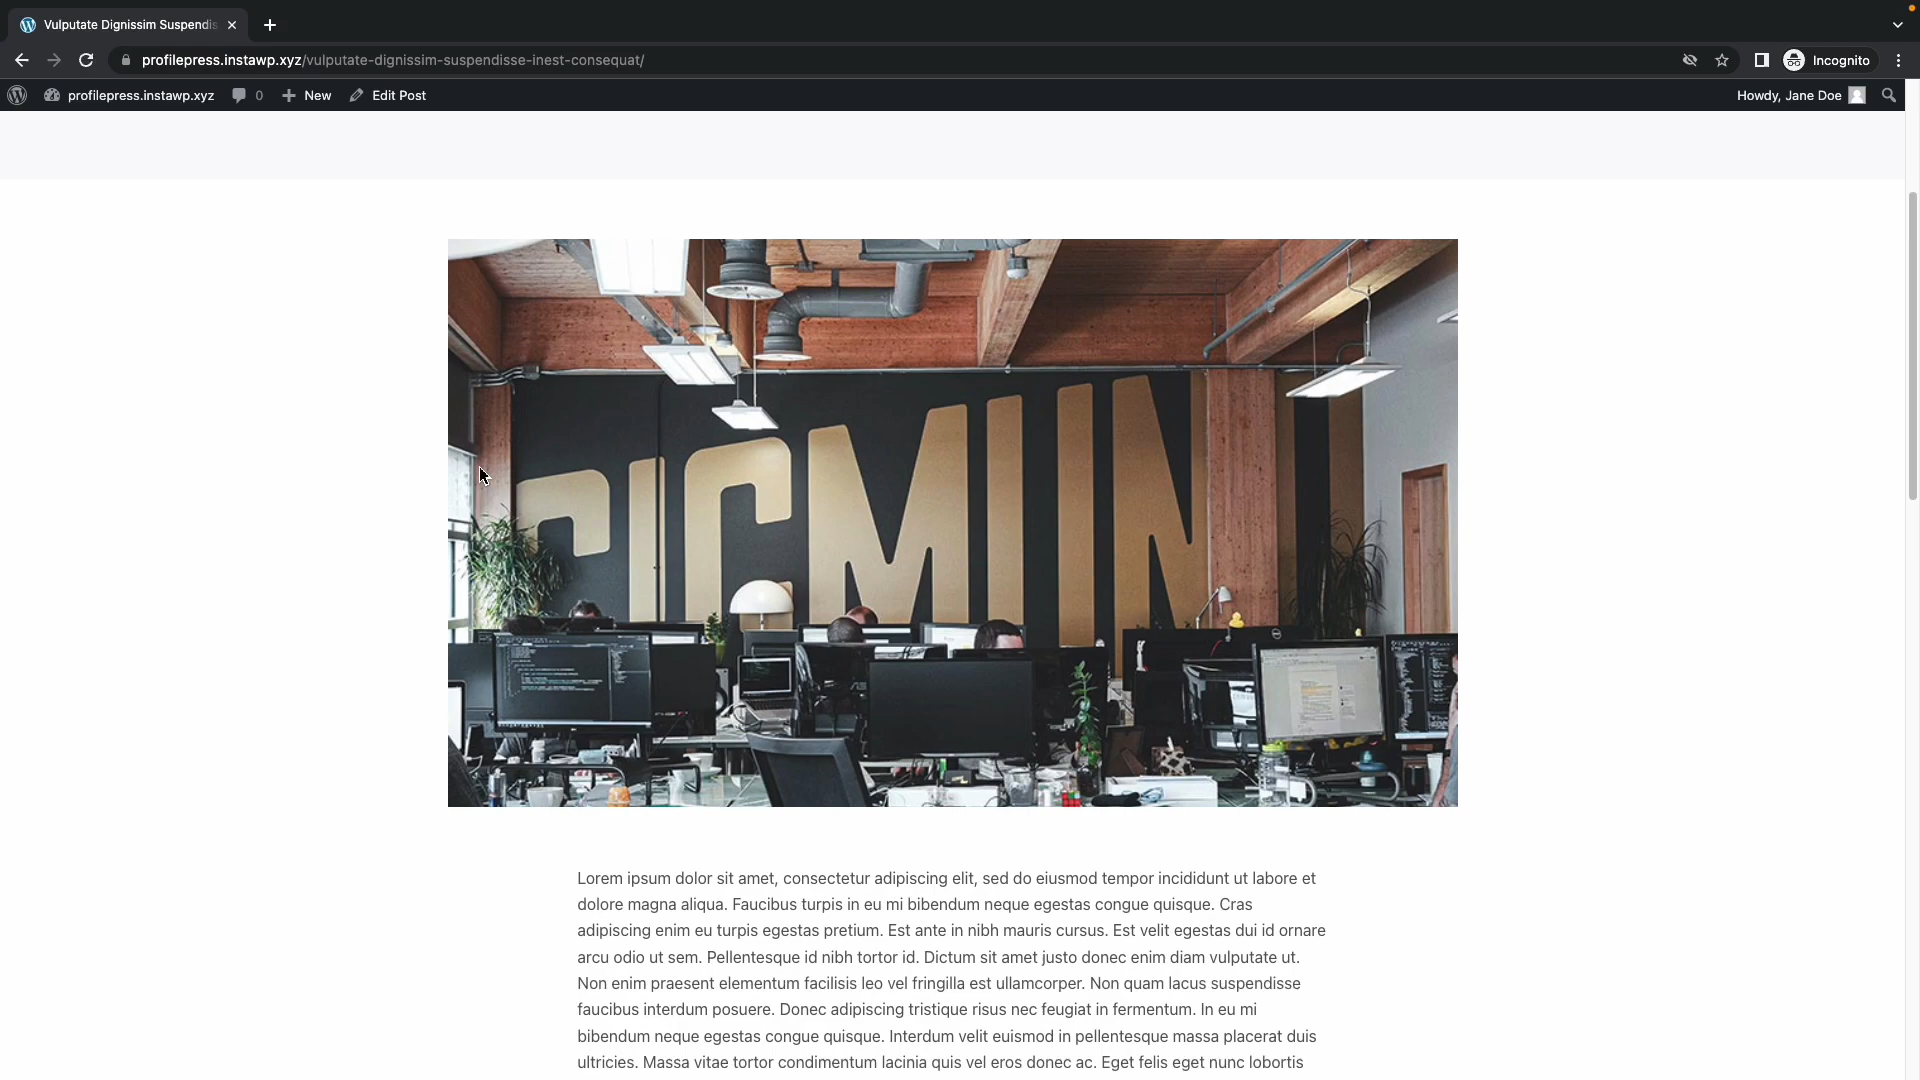 Vulputate Dignissim Suspendis
profilepress.instawp.xyz/vulputate-dignissim-suspendisse-inest-consequat/
Incognito
profilepress.instawp.xyz
0
New
Edit Post
Howdy, Jane Doe
Lorem ipsum dolor sit amet, consectetur adipiscing elit, sed do eiusmod tempor incididunt ut labore et
dolore magna aliqua. Faucibus turpis in eu mi bibendum neque egestas congue quisque. Cras
adipiscing enim eu turpis egestas pretium. Est ante in nibh mauris cursus. Est velit egestas dui id ornare
arcu odio ut sem. Pellentesque id nibh tortor id. Dictum sit amet justo donec enim diam vulputate ut.
Non enim praesent elementum facilisis leo vel fringilla est ullamcorper. Non quam lacus suspendisse
faucibus interdum posuere. Donec adipiscing tristique risus nec feugiat in fermentum. In eu mi
bibendum neque egestas congue quisque. Interdum velit euismod in pellentesque massa placerat duis
ultricies. Massa vitae tortor condimentum lacinia quis vel eros donec ac. Eget felis eget nunc lobortis